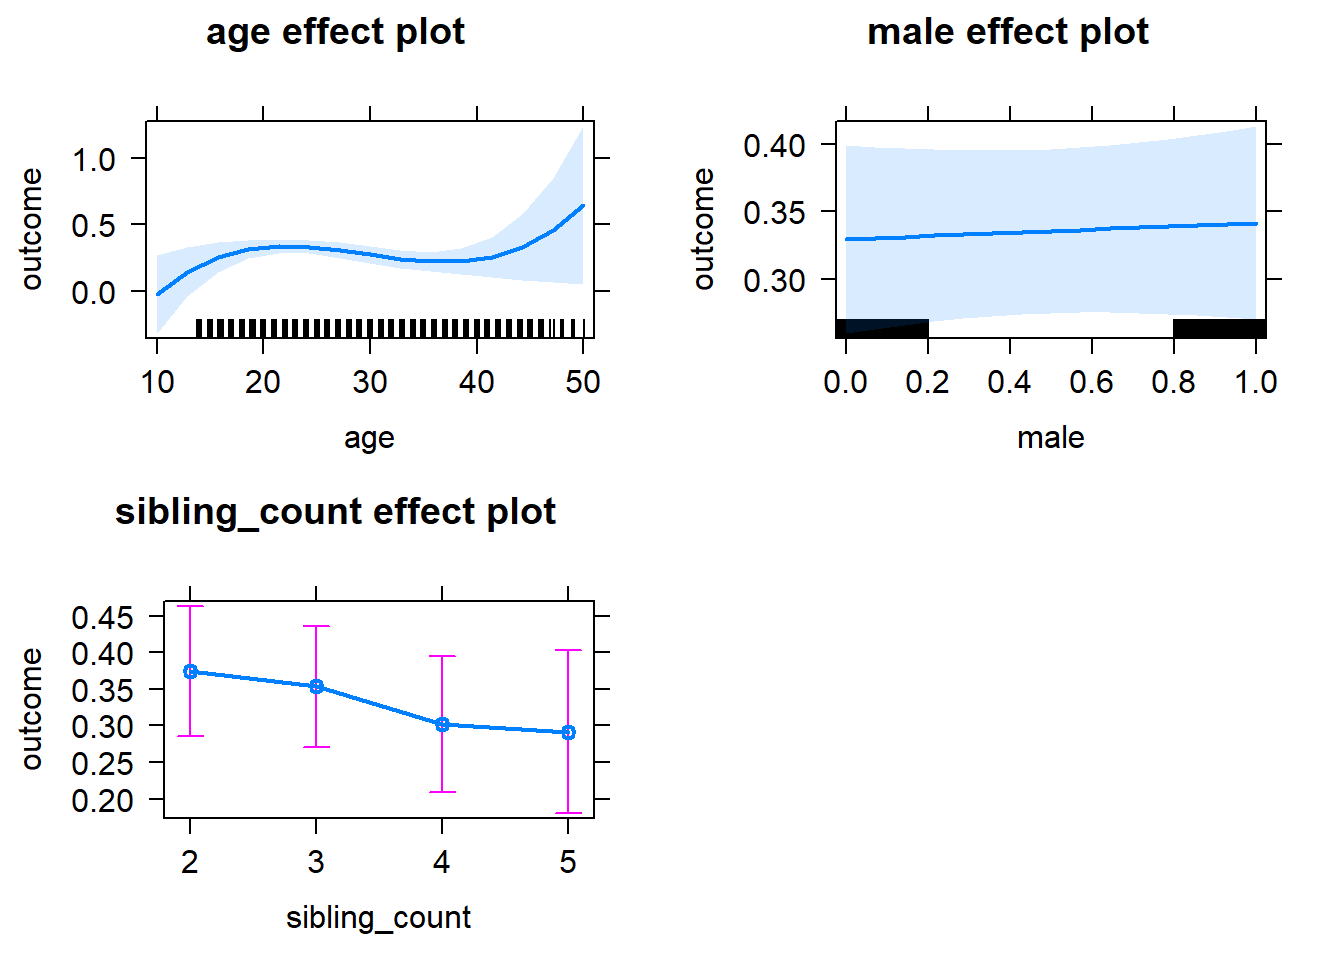 age effect plot
outcome
1.0
0.5
0.0
10 20 30 40 50
age
male effect plot
outcome
0.40
0.35
0.30
0.0 0.2 0.4 0.6 0.8 1.0
male
sibling_count effect plot
outcome
0.45
0.40
0.35
0.30
0.25
0.20
2 3 4 5
sibling_count